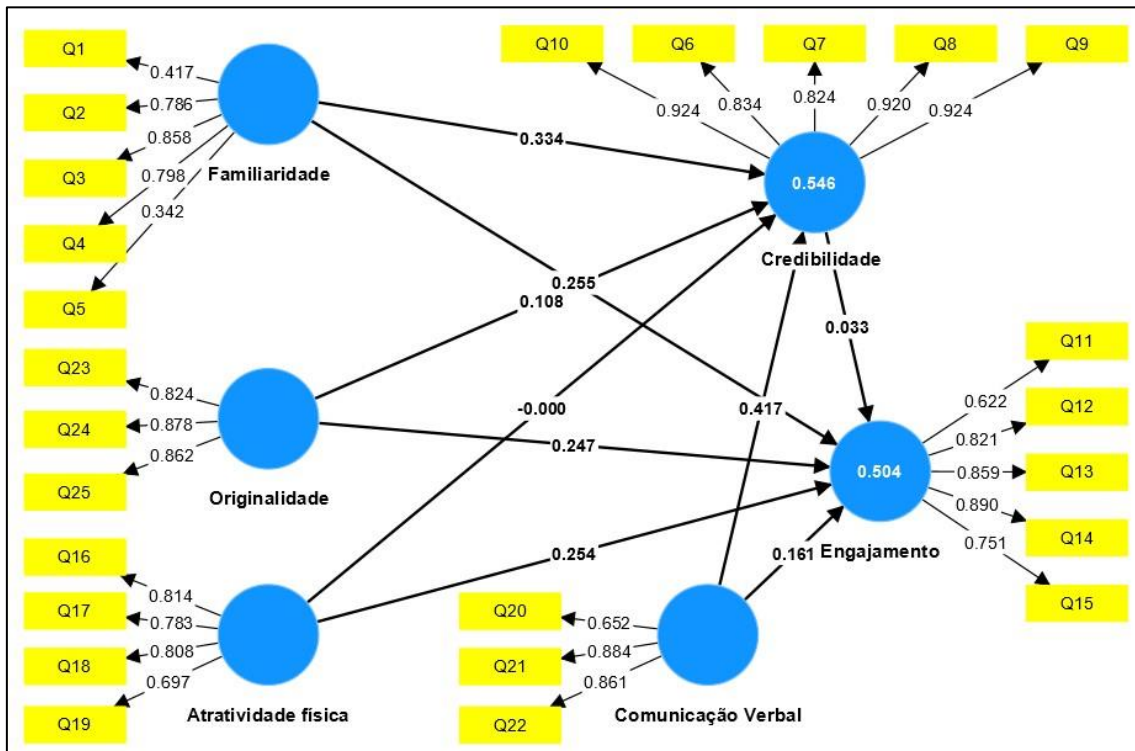 Q1
0.417
Q2
0.786
Q3
0.858
Q4
0.798
Q5
0.342
Familiaridade
Q10
Q6
Q7
Q8
Q9
0.924
0.834
0.824
0.920
0.924
0.546
Credibilidade
0.334
0.255
0.108
0.033
-0.000
0.417
0.247
0.254
0.161
Q23
0.824
Q24
0.878
Q25
0.862
Originalidade
Q16
0.814
Q17
0.783
Q18
0.808
Q19
0.697
Atratividade física
Q20
0.652
Q21
0.884
Q22
0.861
Comunicação Verbal
0.504
Engajamento
Q11
0.622
Q12
0.821
Q13
0.859
Q14
0.890
Q15
0.751